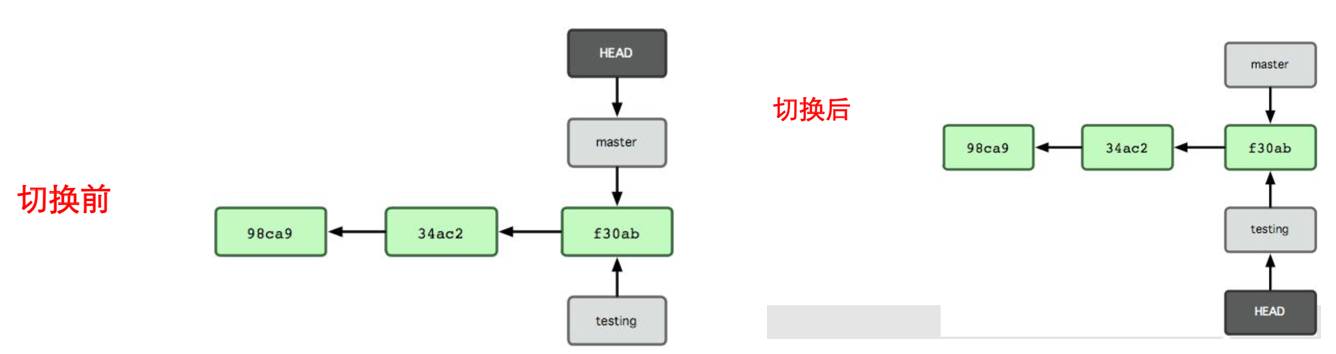 切换前
HEAD
master
98ca9
34ac2
f30ab
testing
切换后
master
98ca9
34ac2
f30ab
testing
HEAD